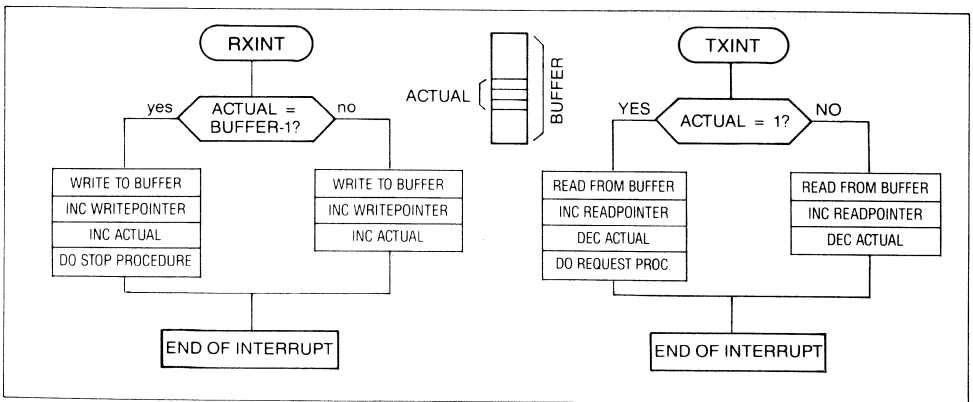 RXINT
ACTUAL =
BUFFER-1?
yes
no
WRITE TO BUFFER
INC WRITEPOINTER
INC ACTUAL
DO STOP PROCEDURE
WRITE TO BUFFER
INC WRITEPOINTER
INC ACTUAL
END OF INTERRUPT
ACTUAL
BUFFER
TXINT
ACTUAL = 1?
YES
NO
READ FROM BUFFER
INC READPOINTER
DEC ACTUAL
DO REQUEST PROC.
READ FROM BUFFER
INC READPOINTER
DEC ACTUAL
END OF INTERRUPT